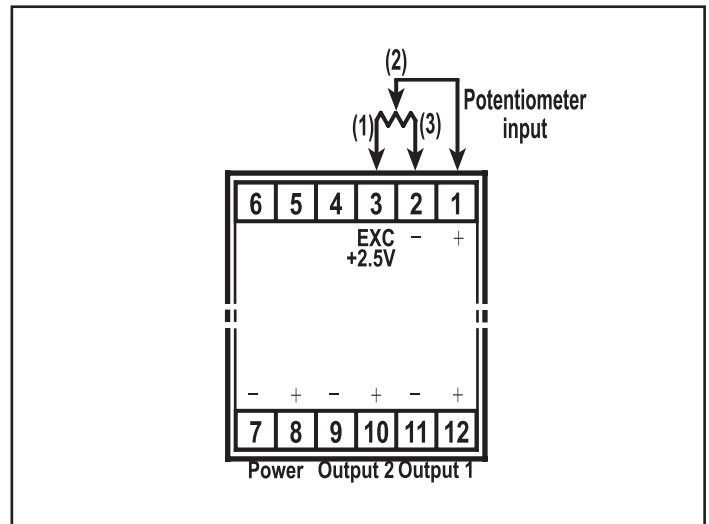 (2)
Potentiometer
input
(1) (3)
6 5 4 3 2 1
EXC − +
+2.5V
− + − + − +
7 8 9 10 11 12
Power Output 2 Output 1